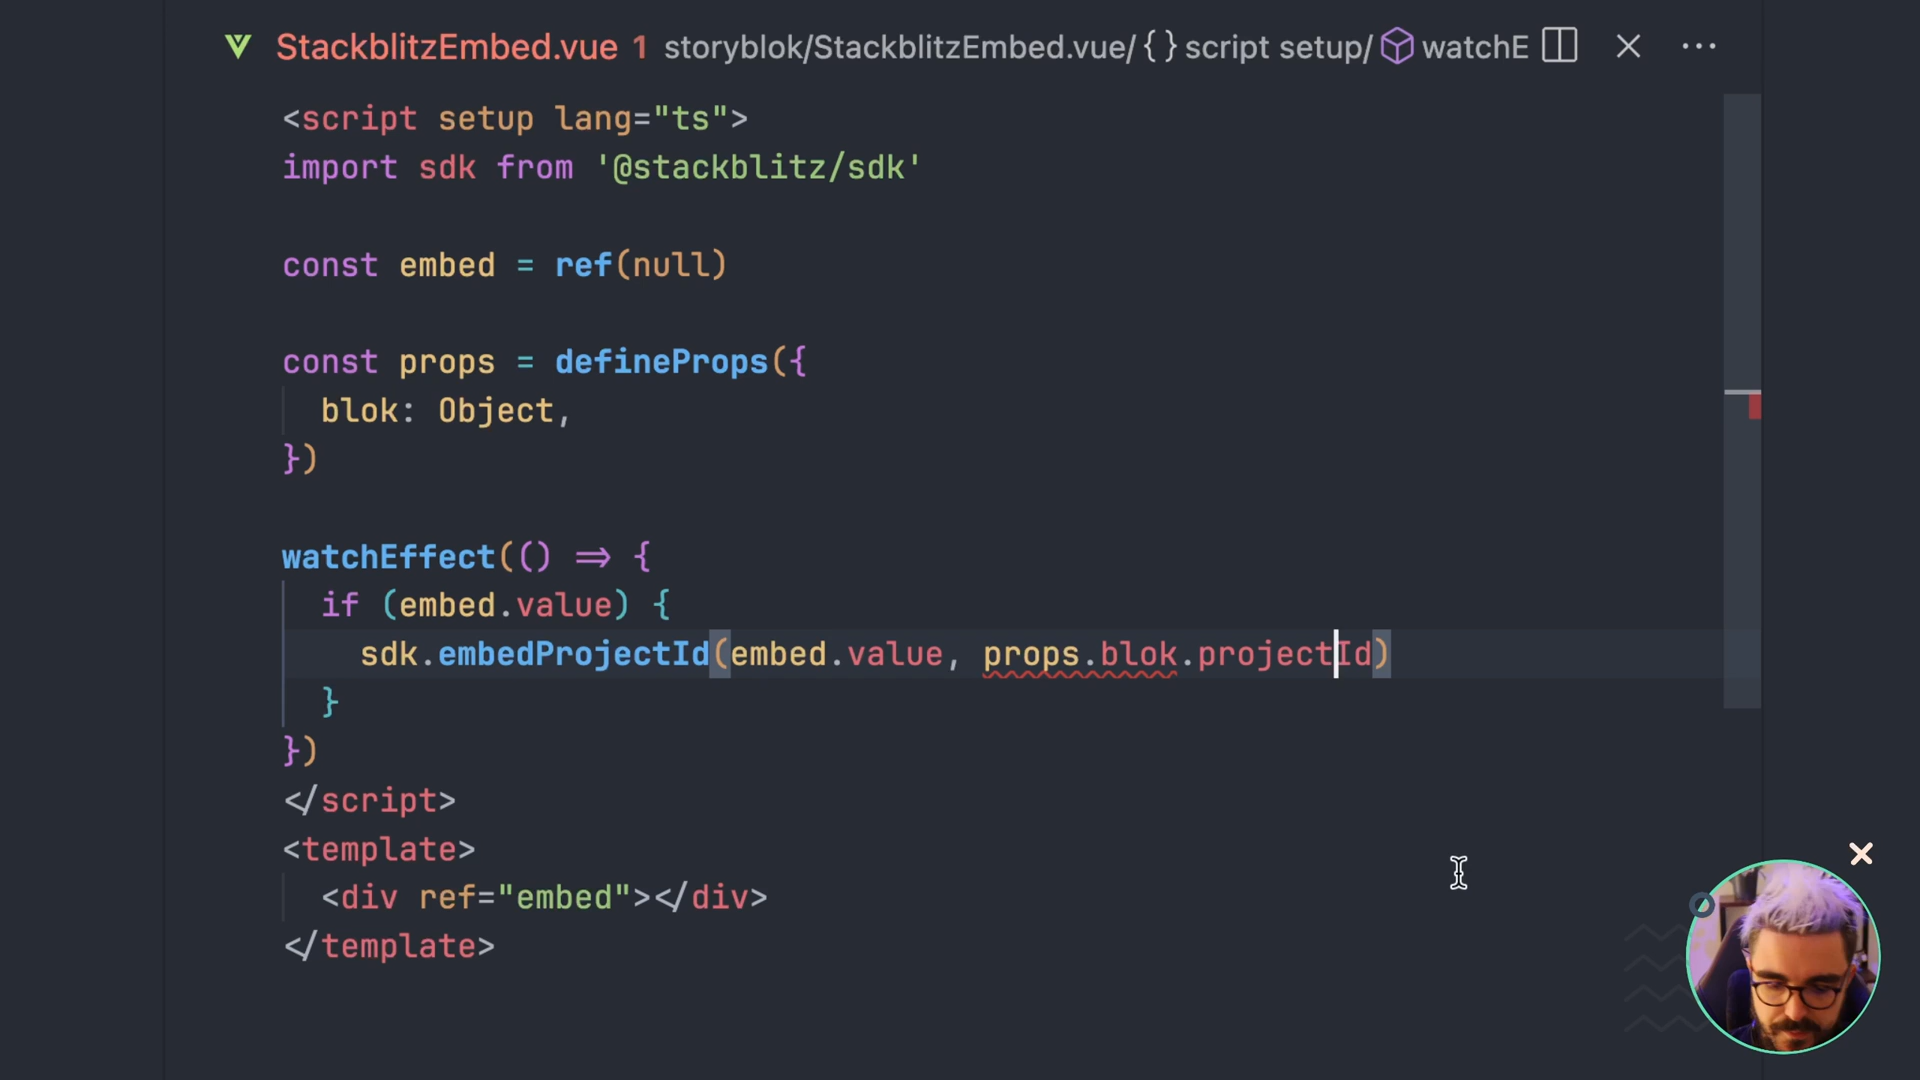 StackblitzEmbed.vue 1 storyblok/StackblitzEmbed.vue/{} script setup/ watchE
<script setup lang="ts">
import sdk from '@stackblitz/sdk'
const embed = ref(null)
const props = defineProps({
blok: Object,
})
watchEffect(() => {
if (embed.value) {
sdk.embedProjectId(embed.value, props.blok.projectId)
}
})
</script>
<template>
<div ref="embed"></div>
</template>